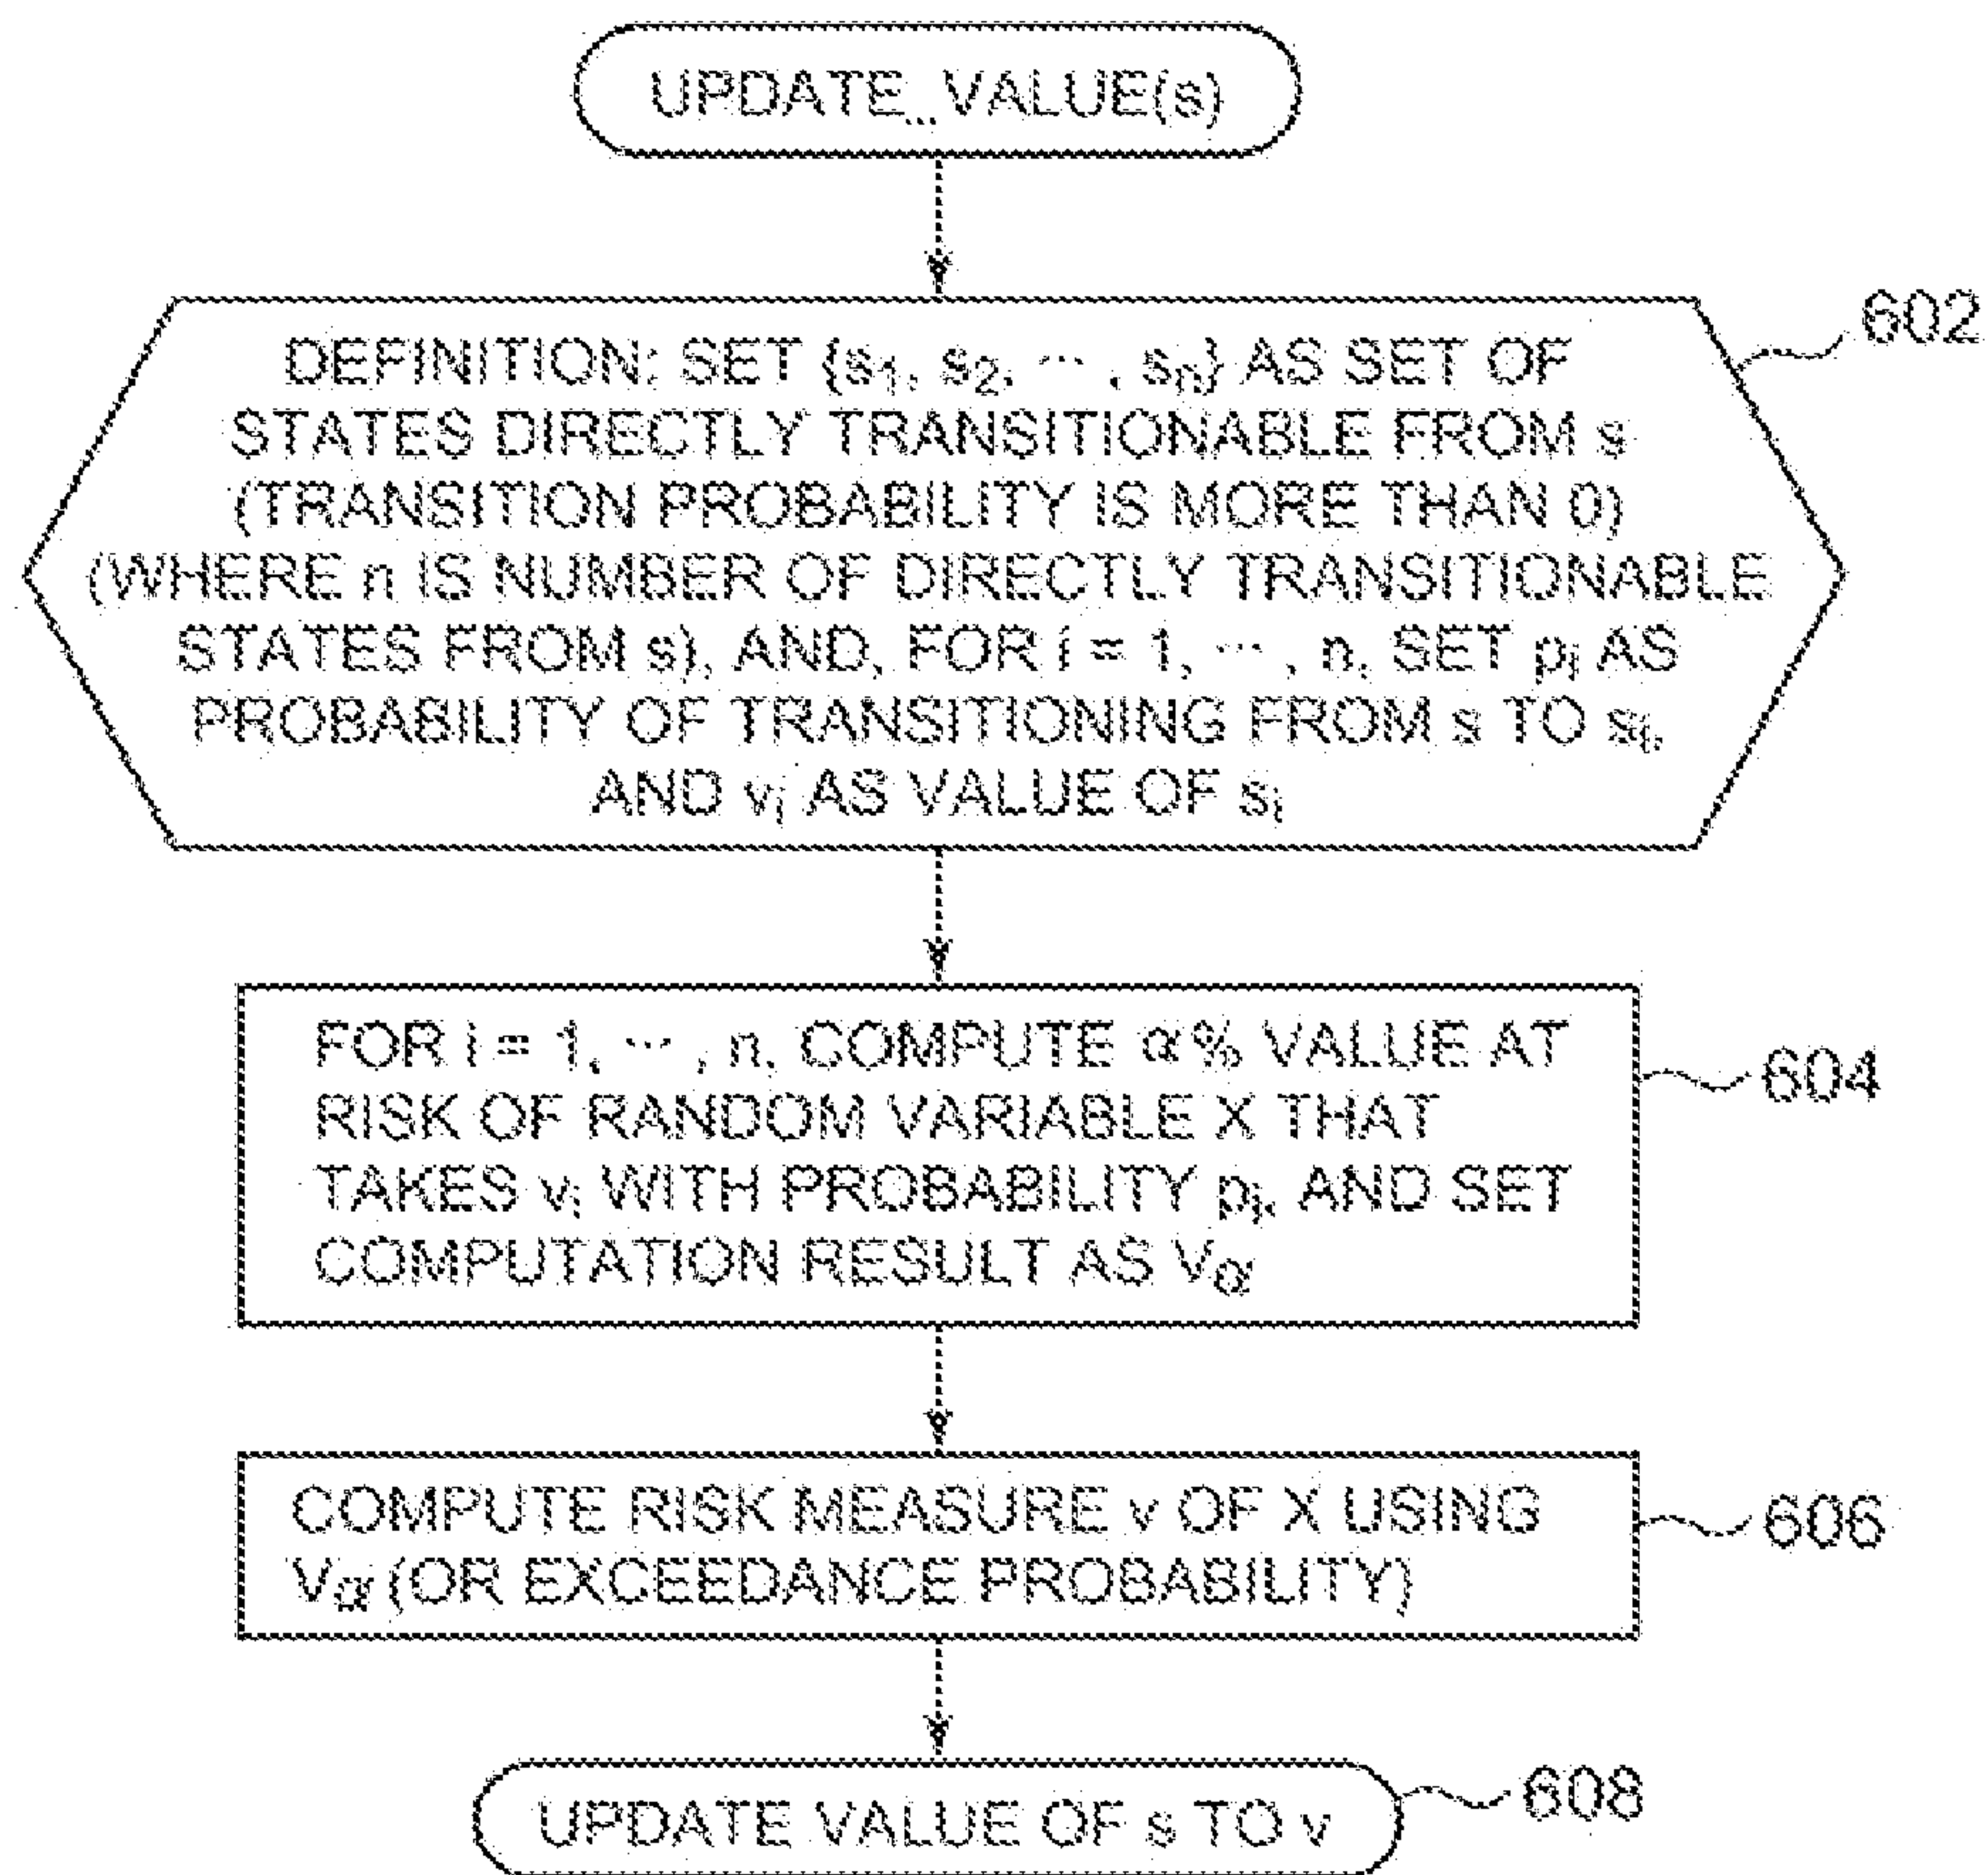 UPDATE_VALUE(s)
602
DEFINITION: SET {s₁, s₂, ··· , sₙ} AS SET OF
STATES DIRECTLY TRANSITIONABLE FROM s
(TRANSITION PROBABILITY IS MORE THAN 0)
(WHERE n IS NUMBER OF DIRECTLY TRANSITIONABLE
STATES FROM s), AND, FOR i = 1, ··· , n, SET pᵢ AS
PROBABILITY OF TRANSITIONING FROM s TO sᵢ,
AND vᵢ AS VALUE OF sᵢ
FOR i = 1, ··· , n, COMPUTE α% VALUE AT
RISK OF RANDOM VARIABLE X THAT
TAKES vᵢ WITH PROBABILITY pᵢ, AND SET
COMPUTATION RESULT AS V_α
604
COMPUTE RISK MEASURE v OF X USING
V_α (OR EXCEEDANCE PROBABILITY)
606
UPDATE VALUE OF s TO v
608